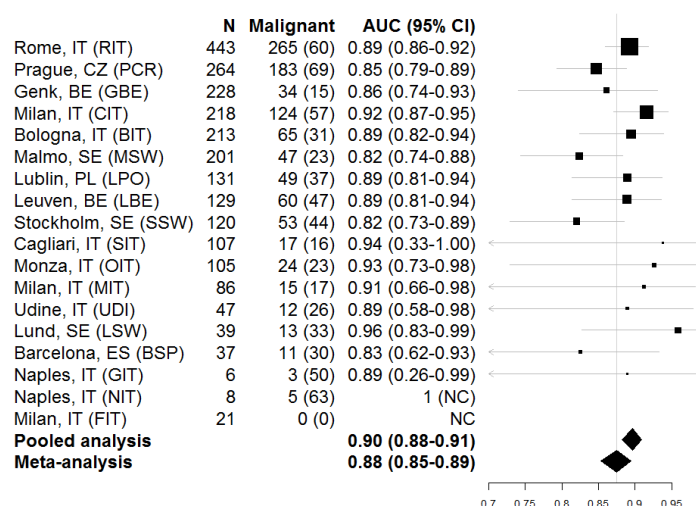 N Malignant AUC (95% CI)
Rome, IT (RIT) 443 265 (60) 0.89 (0.86-0.92)
Prague, CZ (PCR) 264 183 (69) 0.85 (0.79-0.89)
Genk, BE (GBE) 228 34 (15) 0.86 (0.74-0.93)
Milan, IT (CIT) 218 124 (57) 0.92 (0.87-0.95)
Bologna, IT (BIT) 213 65 (31) 0.89 (0.82-0.94)
Malmo, SE (MSW) 201 47 (23) 0.82 (0.74-0.88)
Lublin, PL (LPO) 131 49 (37) 0.89 (0.81-0.94)
Leuven, BE (LBE) 129 60 (47) 0.89 (0.81-0.94)
Stockholm, SE (SSW) 120 53 (44) 0.82 (0.73-0.89)
Cagliari, IT (SIT) 107 17 (16) 0.94 (0.33-1.00)
Monza, IT (OIT) 105 24 (23) 0.93 (0.73-0.98)
Milan, IT (MIT) 86 15 (17) 0.91 (0.66-0.98)
Udine, IT (UDI) 47 12 (26) 0.89 (0.58-0.98)
Lund, SE (LSW) 39 13 (33) 0.96 (0.83-0.99)
Barcelona, ES (BSP) 37 11 (30) 0.83 (0.62-0.93)
Naples, IT (GIT) 6 3 (50) 0.89 (0.26-0.99)
Naples, IT (NIT) 8 5 (63) 1 (NC)
Milan, IT (FIT) 21 0 (0) NC
Pooled analysis 0.90 (0.88-0.91)
Meta-analysis 0.88 (0.85-0.89)
0.7 0.75 0.8 0.85 0.9 0.95